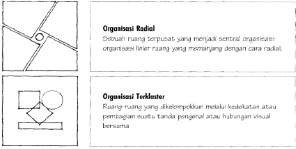 Organisasi Radial
Sebuah ruang terpusat yang menjadi sentral organisasi
organisasi linier ruang yang memanjang dengan cara radial.
Organisasi Terklaster
Ruang-ruang yang dikelompokkan melalui kedekatan atau
pembagian suatu tanda pengenal atau hubungan visual
bersama